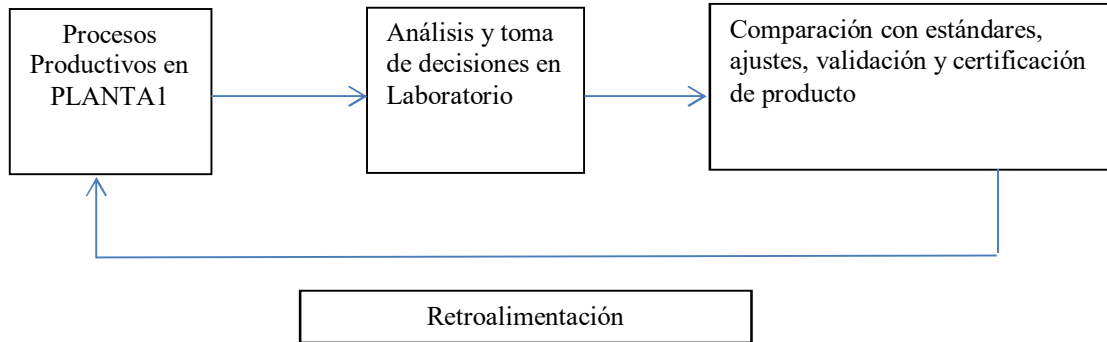 Procesos
Productivos en
PLANTA1
Análisis y toma
de decisiones en
Laboratorio
Comparación con estándares,
ajustes, validación y certificación
de producto
Retroalimentación